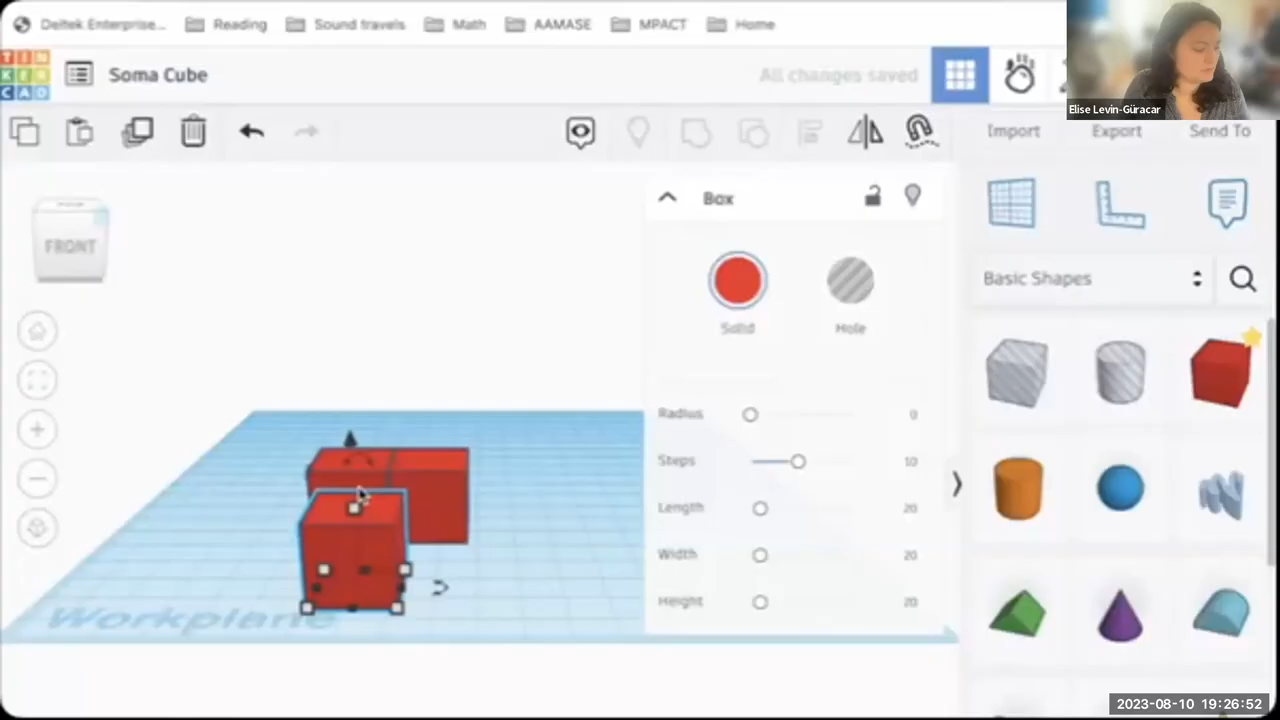 Deltek Enterprise... Reading Sound travels Math AAMASE MPACT Home
TINKERCAD Soma Cube All changes saved
Elise Levin-Güracar
Import Export Send To
Box
FRONT
Solid Hole
Basic Shapes
Radius 0
Steps 10
Length 20
Width 20
Height 20
Workplane
2023-08-10 19:26:52